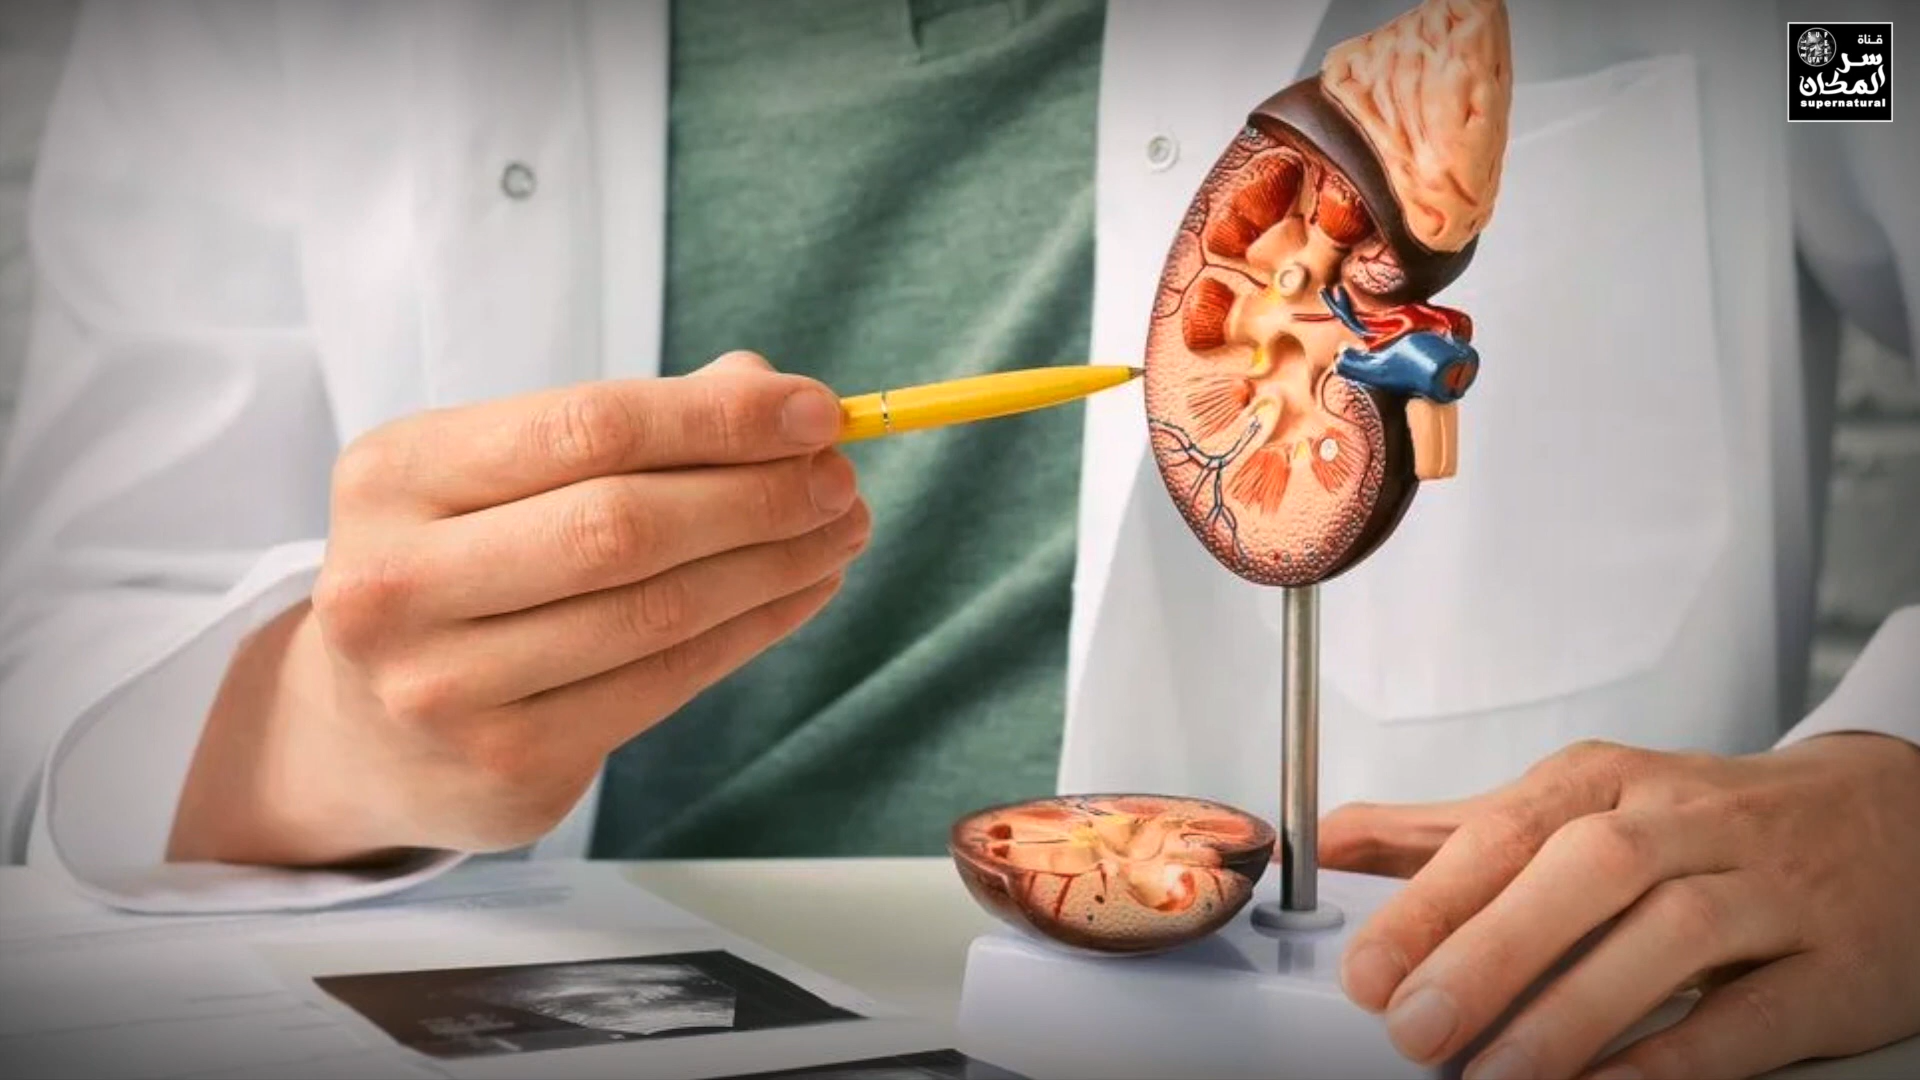 قناة
سر
المكان
supernatural